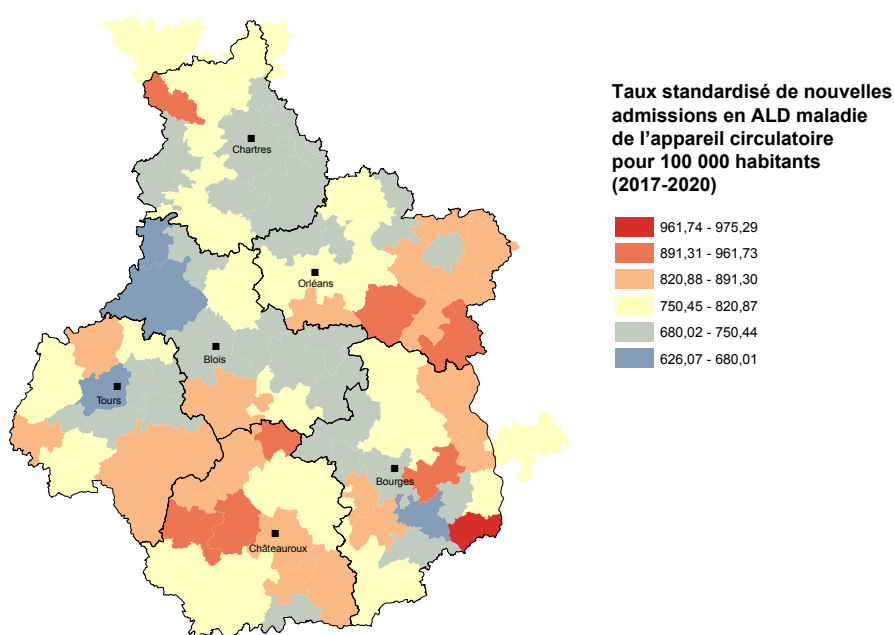 Taux standardisé de nouvelles
admissions en ALD maladie
de l'appareil circulatoire
pour 100 000 habitants
(2017-2020)
961,74 - 975,29
891,31 - 961,73
820,88 - 891,30
750,45 - 820,87
680,02 - 750,44
626,07 - 680,01
Chartres
Orléans
Blois
Tours
Bourges
Châteauroux